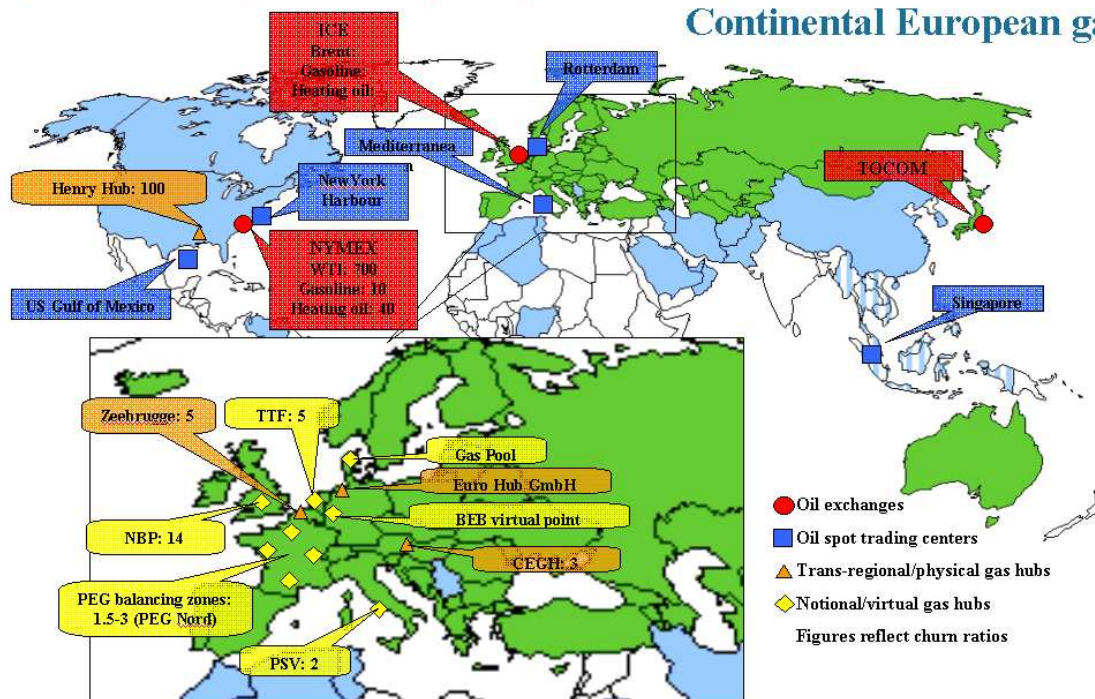 Continental European ga
ICE
Brent:
Gasoline:
Heating oil:
Rotterdam
Mediterranea
n
TOCOM
Henry Hub: 100
NewYork
Harbour
NYMEX
WTI: 700
Gasoline: 10
Heating oil: 40
US Gulf of Mexico
Singapore
Zeebrugge: 5
TTF: 5
Gas Pool
Euro Hub GmbH
NBP: 14
BEB virtual point
CEGH: 3
PEG balancing zones:
1.5-3 (PEG Nord)
PSV: 2
Oil exchanges
Oil spot trading centers
Trans-regional/physical gas hubs
Notional/virtual gas hubs
Figures reflect churn ratios